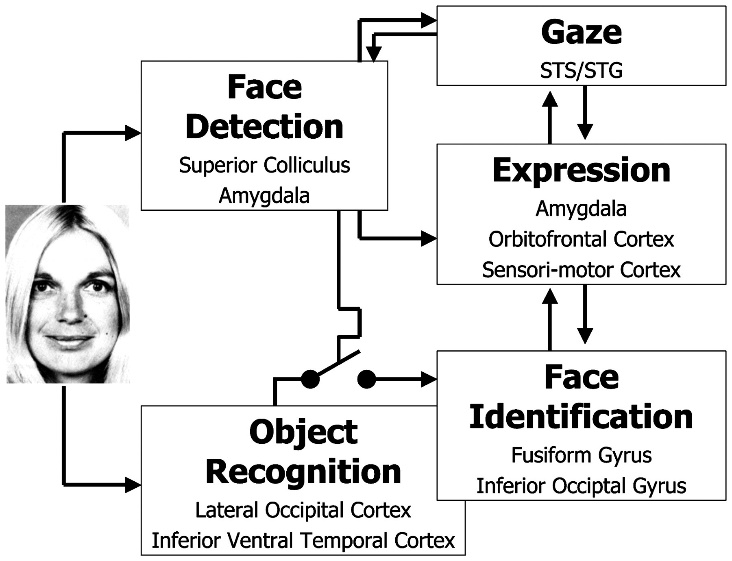 Gaze
STS/STG
Face
Detection
Superior Colliculus
Amygdala
Expression
Amygdala
Orbitofrontal Cortex
Sensori-motor Cortex
Object
Recognition
Lateral Occipital Cortex
Inferior Ventral Temporal Cortex
Face
Identification
Fusiform Gyrus
Inferior Occiptal Gyrus